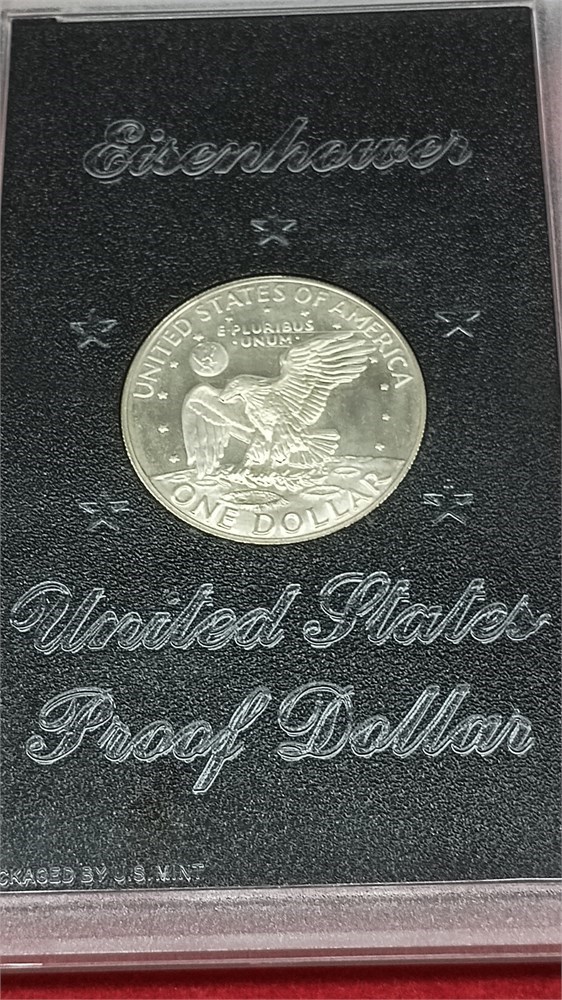 Eisenhower
UNITED STATES OF AMERICA
E PLURIBUS
·UNUM·
ONE DOLLAR
United States
Proof Dollar
CKAGED BY U.S. MINT